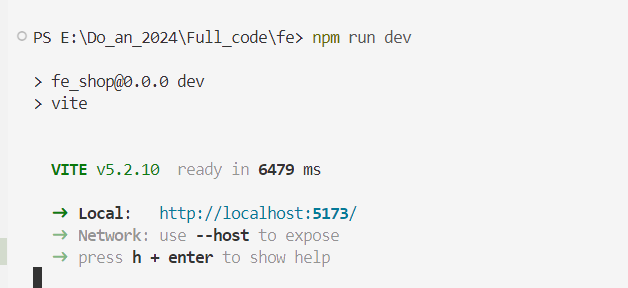 PS E:\Do_an_2024\Full_code\fe> npm run dev
> fe_shop@0.0.0 dev
> vite
VITE v5.2.10 ready in 6479 ms
➜ Local: http://localhost:5173/
➜ Network: use --host to expose
➜ press h + enter to show help